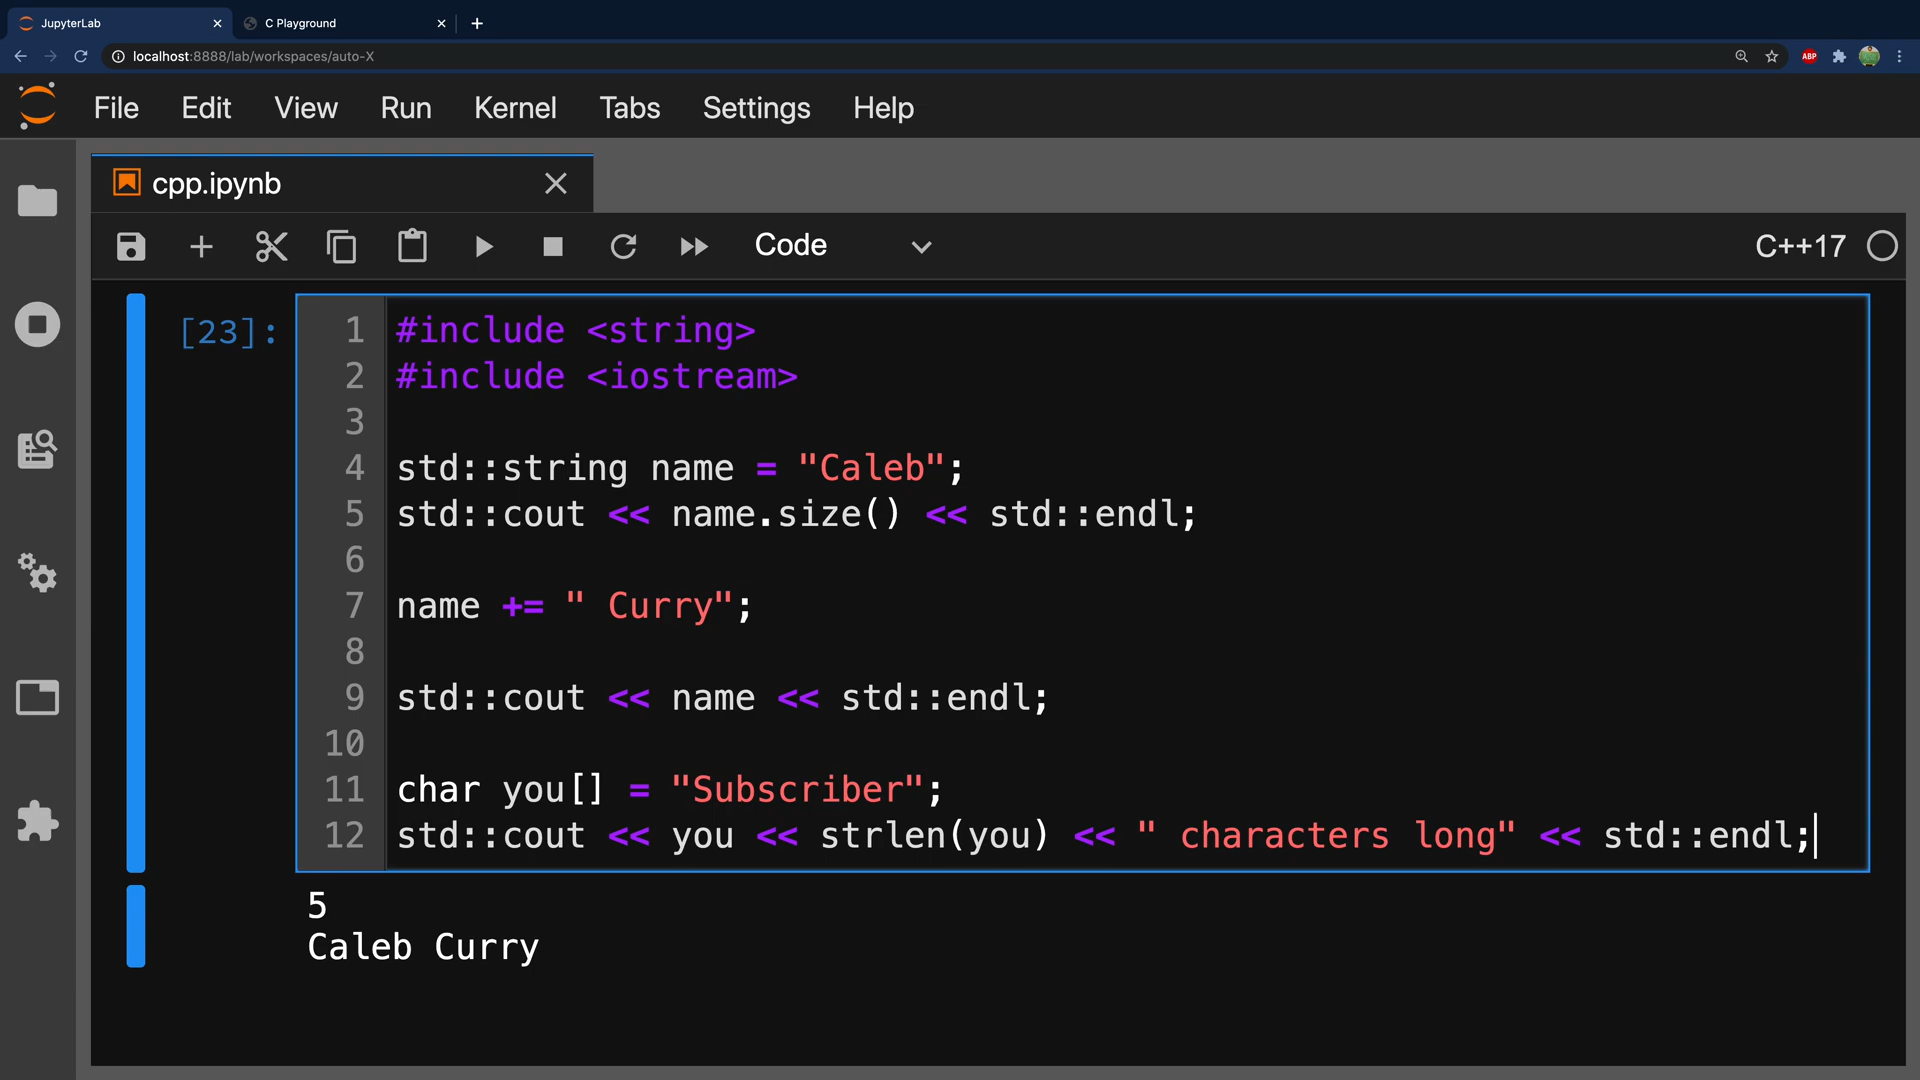 JupyterLab
C Playground
localhost:8888/lab/workspaces/auto-X
ABP
File Edit View Run Kernel Tabs Settings Help
cpp.ipynb
Code
C++17
[23]:
1 #include <string>
2 #include <iostream>
3
4 std::string name = "Caleb";
5 std::cout << name.size() << std::endl;
6
7 name += " Curry";
8
9 std::cout << name << std::endl;
10
11 char you[] = "Subscriber";
12 std::cout << you << strlen(you) << " characters long" << std::endl;
5
Caleb Curry